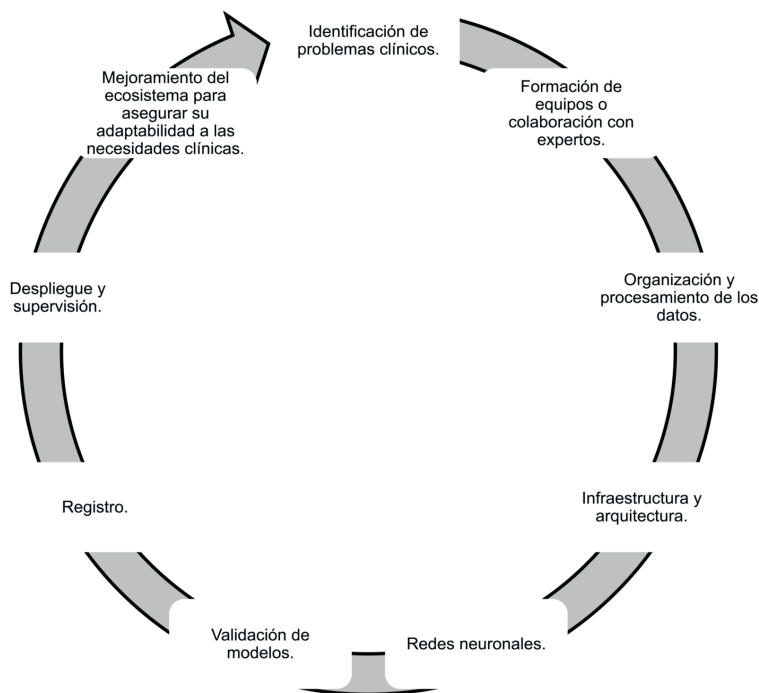 Identificación de
problemas clínicos.
Formación de
equipos o
colaboración con
expertos.
Organización y
procesamiento de los
datos.
Infraestructura y
arquitectura.
Redes neuronales.
Validación de
modelos.
Registro.
Despliegue y
supervisión.
Mejoramiento del
ecosistema para
asegurar su
adaptabilidad a las
necesidades clínicas.